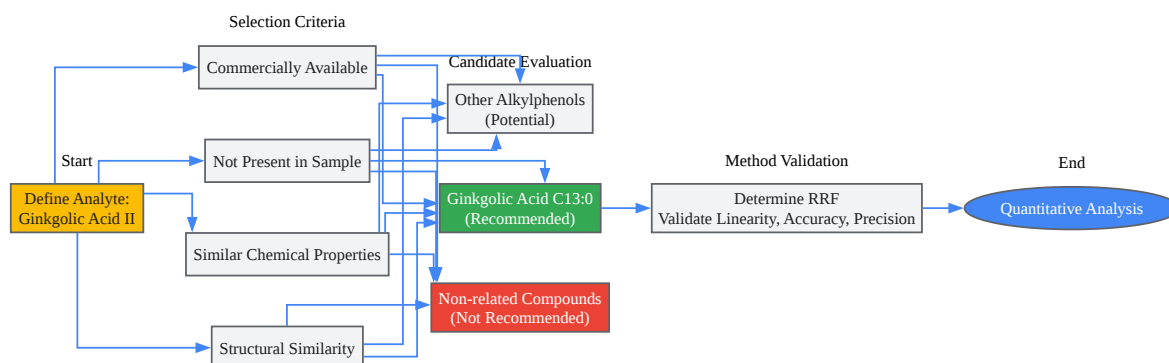 Selection Criteria
Commercially Available
Candidate Evaluation
Other Alkylphenols
(Potential)
Start
Not Present in Sample
Method Validation
End
Define Analyte:
Ginkgolic Acid II
Ginkgolic Acid C13:0
(Recommended)
Determine RRF
Validate Linearity, Accuracy, Precision
Quantitative Analysis
Similar Chemical Properties
Non-related Compounds
(Not Recommended)
Structural Similarity